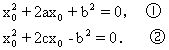 x₀²+2ax₀+b²=0, ①
x₀²+2cx₀-b²=0. ②